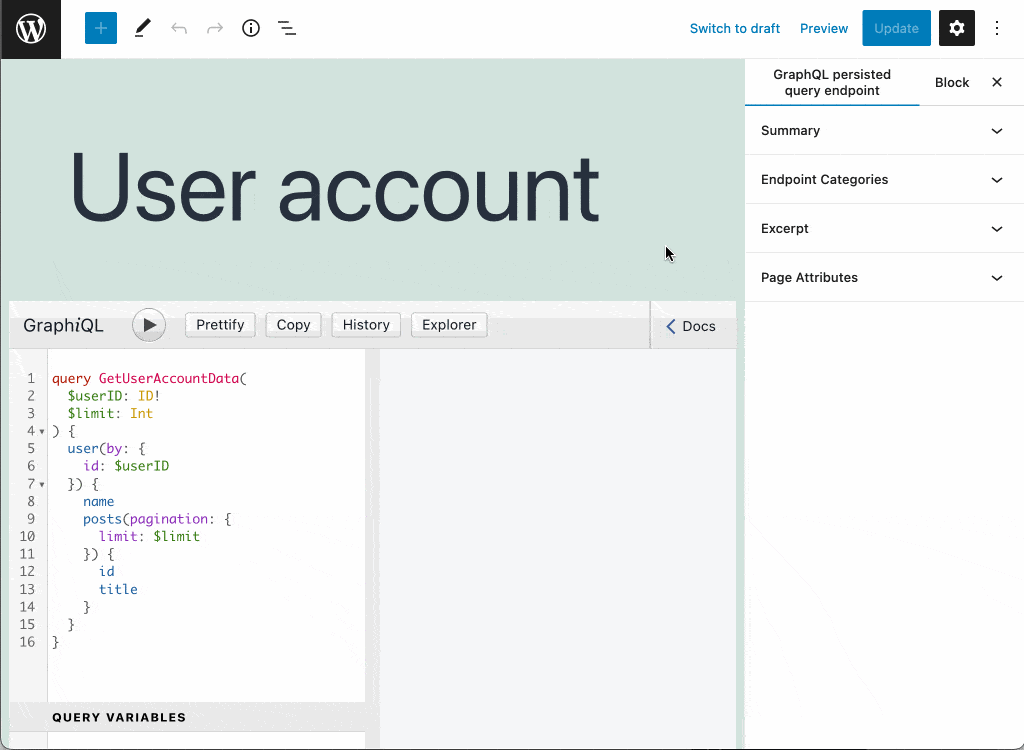 Switch to draft Preview Update
GraphQL persisted
query endpoint
Block
Summary
Endpoint Categories
Excerpt
Page Attributes
User account
GraphiQL Prettify Copy History Explorer Docs
1 query GetUserAccountData(
2 $userID: ID!
3 $limit: Int
4 ) {
5 user(by: {
6 id: $userID
7 }) {
8 name
9 posts(pagination: {
10 limit: $limit
11 }) {
12 id
13 title
14 }
15 }
16 }
QUERY VARIABLES